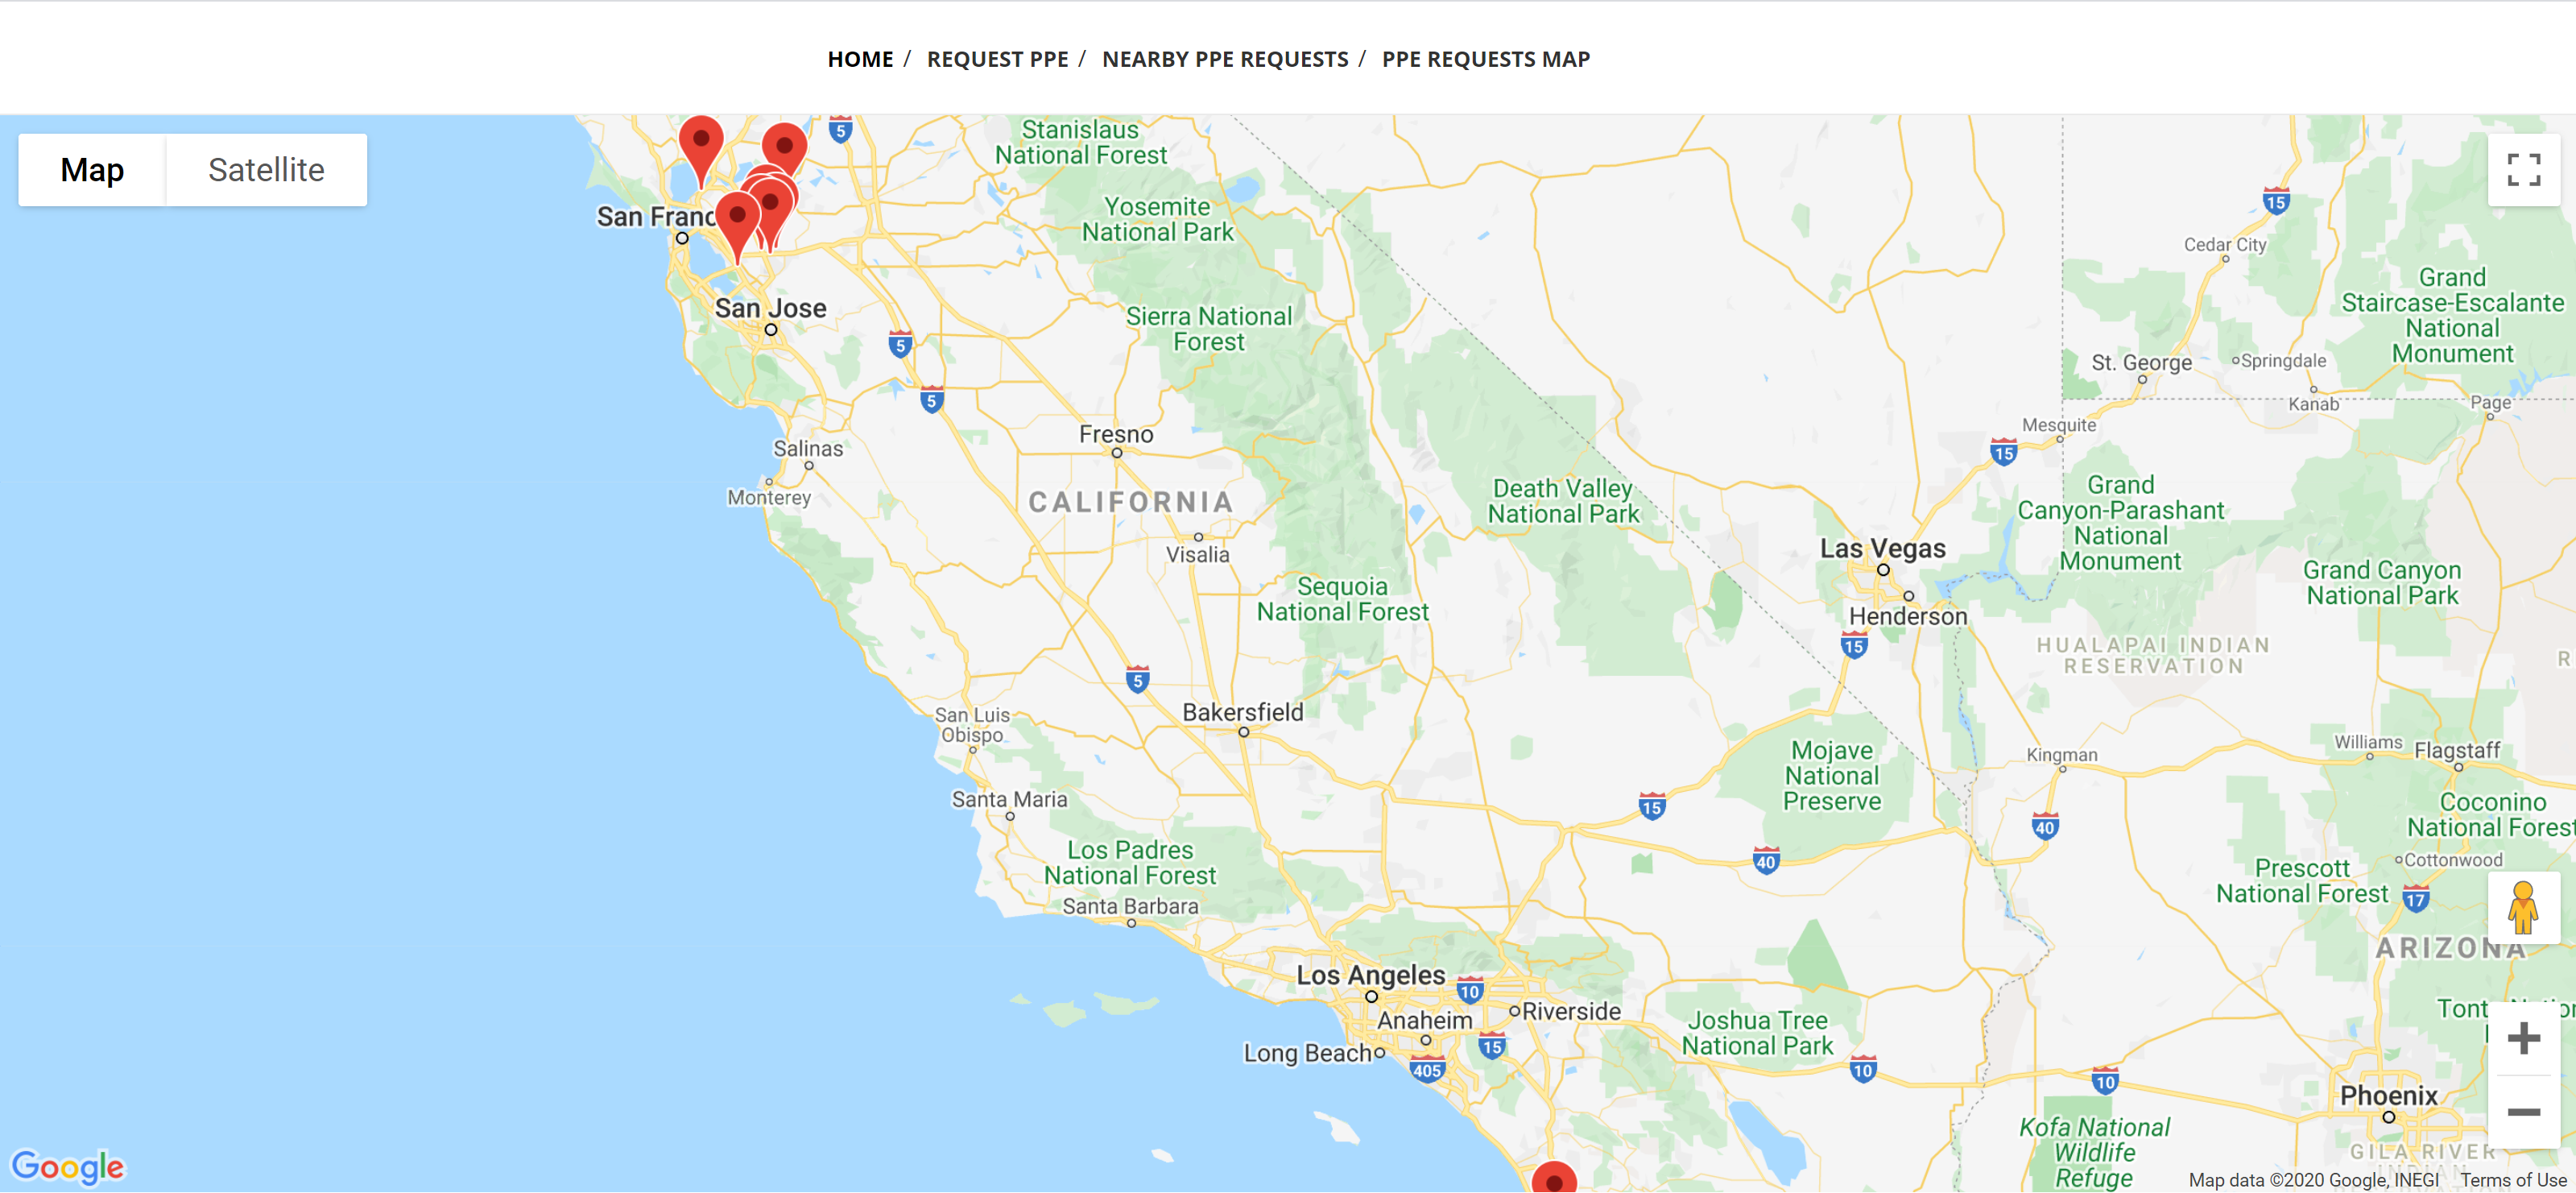 HOME / REQUEST PPE / NEARBY PPE REQUESTS / PPE REQUESTS MAP
Map Satellite
5
Stanislaus
National Forest
15
San Franc
Yosemite
National Park
Cedar City
Grand
Staircase-Escalante
National
Monument
San Jose
Sierra National
Forest
5
St. George
Springdale
5
Kanab
Page
Mesquite
15
Fresno
Salinas
Monterey
CALIFORNIA
Death Valley
National Park
Grand
Canyon-Parashant
National
Monument
Visalia
Las Vegas
Henderson
15
Sequoia
National Forest
Grand Canyon
National Park
HUALAPAI INDIAN
RESERVATION
R
5
San Luis
Obispo
Bakersfield
Mojave
National
Preserve
Kingman
Williams
Flagstaff
Santa Maria
15
40
40
Coconino
National Forest
Cottonwood
Los Padres
National Forest
Prescott
National Forest
17
Santa Barbara
ARIZONA
Los Angeles
10
Riverside
Anaheim
15
Long Beach
405
Joshua Tree
National Park
10
10
Phoenix
Kofa National
Wildlife
Refuge
GILA RIVER
INDIAN
Google
Map data ©2020 Google, INEGI Terms of Use